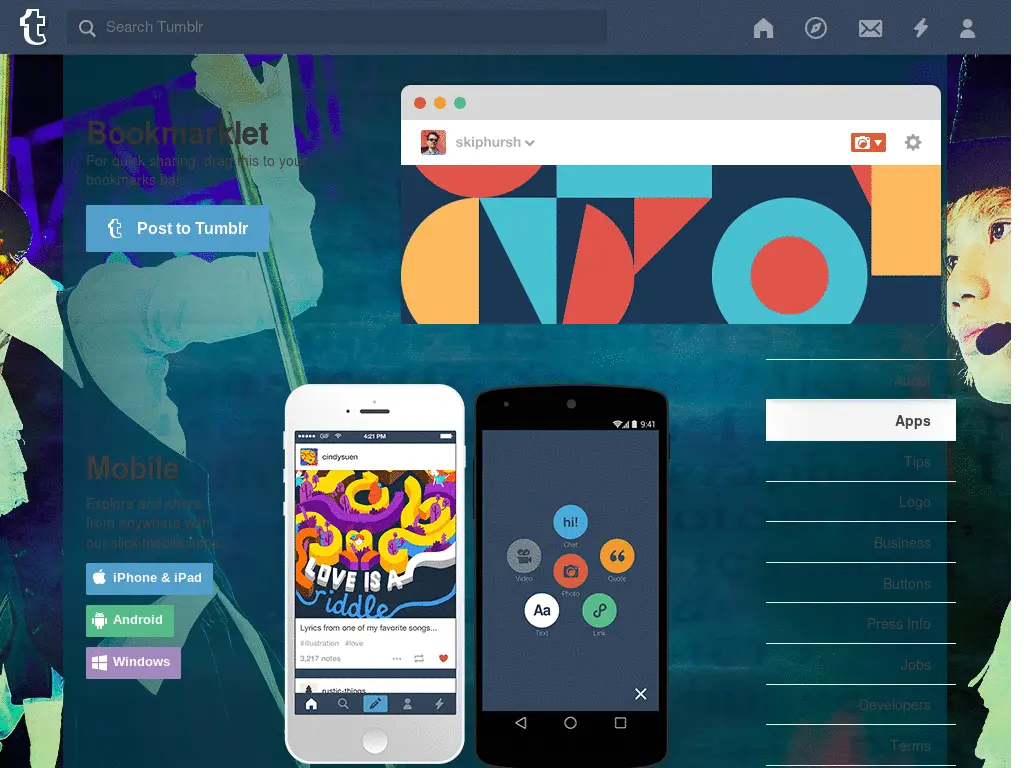 t
Search Tumblr
Bookmarklet
For quick sharing, drag this to your
bookmarks bar:
t Post to Tumblr
skiphursh
Mobile
Explore and share
from anywhere with
our slick mobile apps.
iPhone & iPad
Android
Windows
GIF 4:21 PM
cindysuen
LOVE IS A
riddle
Lyrics from one of my favorite songs...
#illustration #love
3,217 notes
rustic-things
9:41
hi!
Chat
Video
Quote
Photo
Aa
Text
Link
About
Apps
Tips
Logo
Business
Buttons
Press Info
Jobs
Developers
Terms